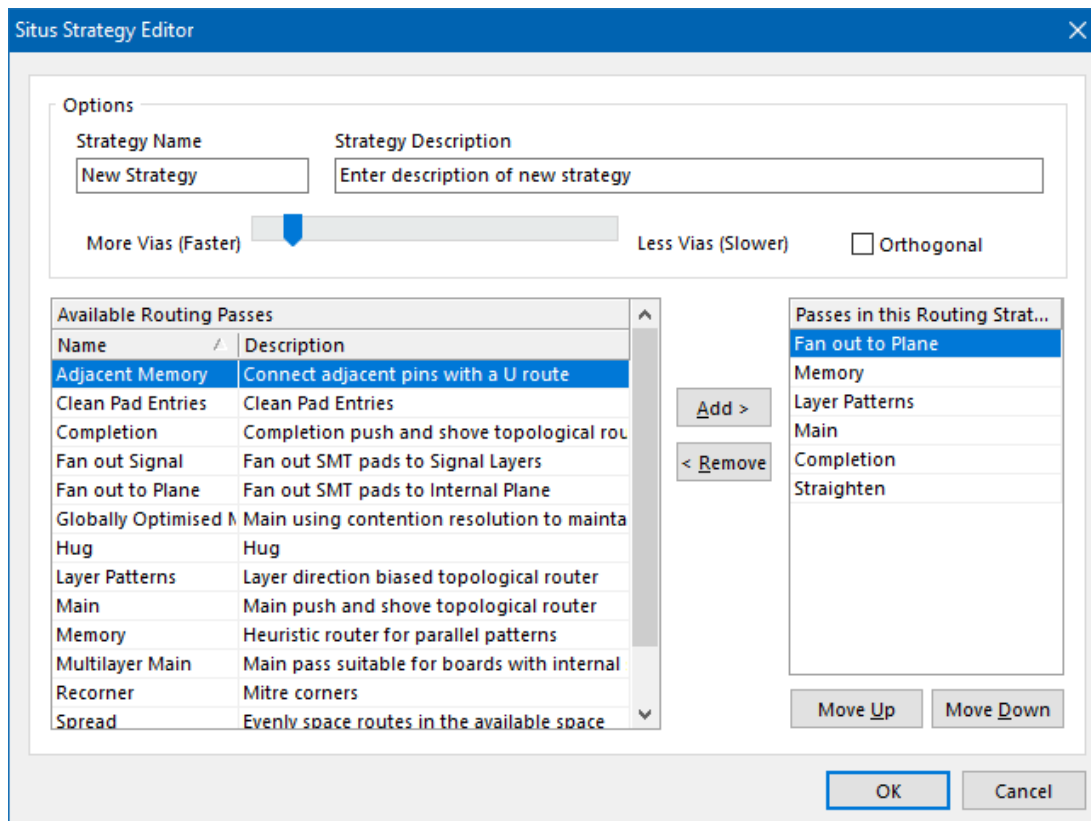 Situs Strategy Editor
Options
Strategy Name Strategy Description
New Strategy Enter description of new strategy
More Vias (Faster) Less Vias (Slower) Orthogonal
Available Routing Passes
Name Description
Adjacent Memory Connect adjacent pins with a U route
Clean Pad Entries Clean Pad Entries
Completion Completion push and shove topological rou
Fan out Signal Fan out SMT pads to Signal Layers
Fan out to Plane Fan out SMT pads to Internal Plane
Globally Optimised M Main using contention resolution to mainta
Hug Hug
Layer Patterns Layer direction biased topological router
Main Main push and shove topological router
Memory Heuristic router for parallel patterns
Multilayer Main Main pass suitable for boards with internal
Recorner Mitre corners
Spread Evenly space routes in the available space
Add >
< Remove
Passes in this Routing Strat...
Fan out to Plane
Memory
Layer Patterns
Main
Completion
Straighten
Move Up Move Down
OK Cancel